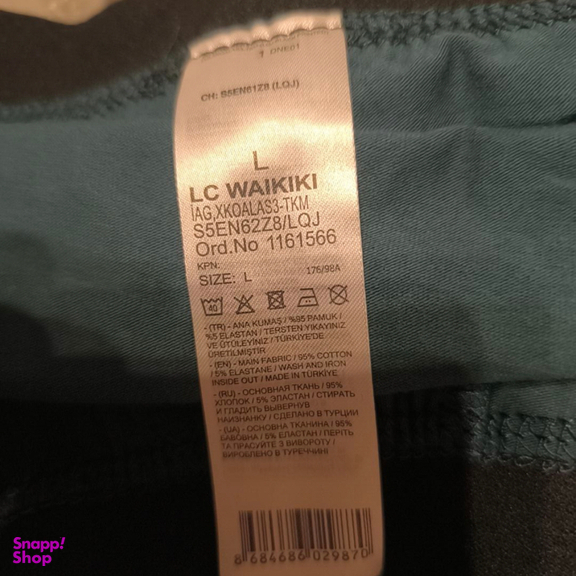 CH: S5EN61Z8 (LQJ)
L
LC WAIKIKI
İAG,XKOALAS3-TKM
S5EN62Z8/LQJ
Ord.No 1161566
KPN:
SIZE: L 176/98A
40
- (TR) - ANA KUMAŞ / %95 PAMUK /
%5 ELASTAN / TERSTEN YIKAYINIZ
VE ÜTÜLEYİNİZ / TÜRKİYE'DE
ÜRETİLMİŞTİR
- (EN) - MAIN FABRIC / 95% COTTON
/ 5% ELASTANE / WASH AND IRON
INSIDE OUT / MADE IN TÜRKİYE
- (RU) - ОСНОВНАЯ ТКАНЬ / 95%
ХЛОПОК / 5% ЭЛАСТАН / СТИРАТЬ
И ГЛАДИТЬ ВЫВЕРНУВ
НАИЗНАНКУ / СДЕЛАНО В ТУРЦИИ
- (UA) - ОСНОВНА ТКАНИНА / 95%
БАВОВНА / 5% ЕЛАСТАН / ПЕРІТЬ
ТА ПРАСУЙТЕ З ВИВОРОТУ /
ВИРОБЛЕНО В ТУРЕЧЧИНІ
8 684686 029870
Snapp!
Shop